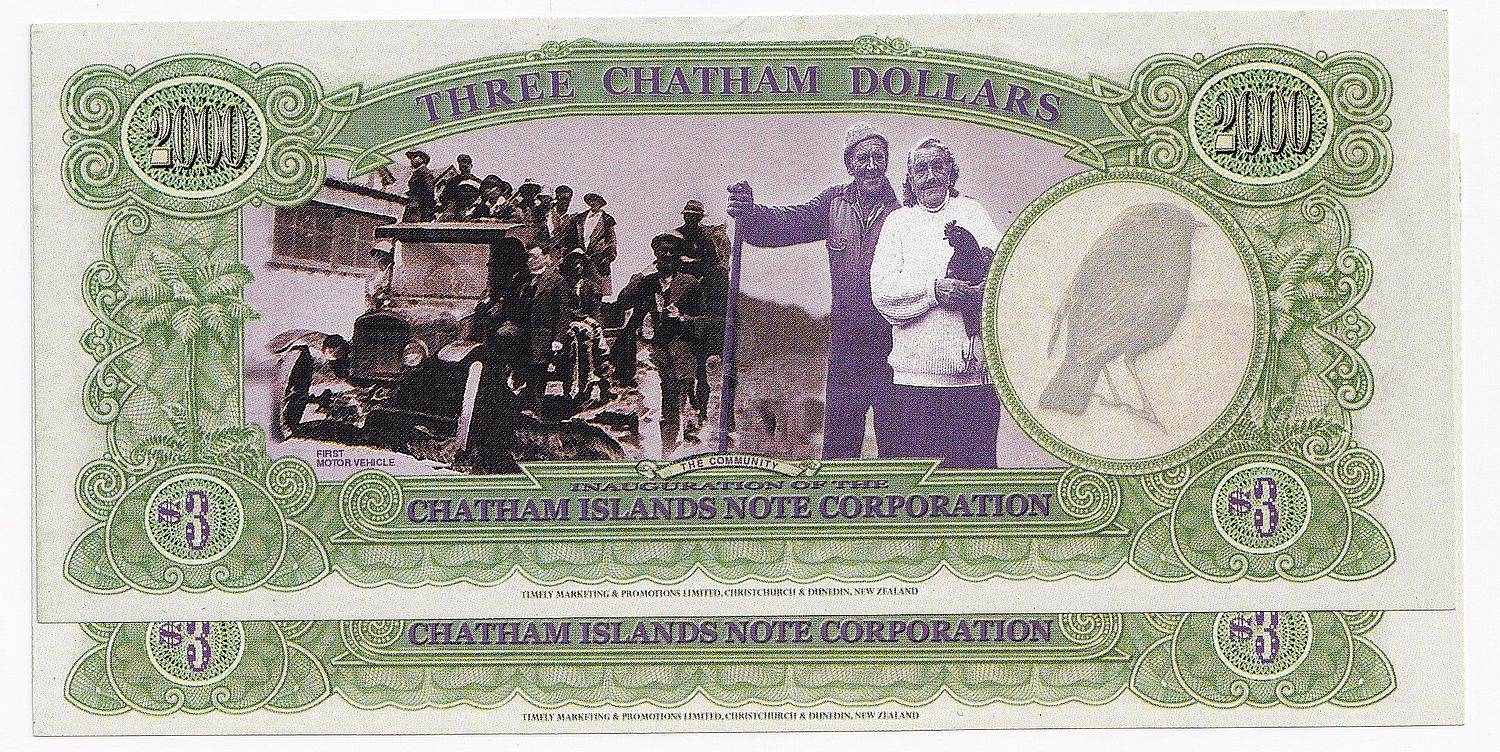 THREE CHATHAM DOLLARS
2000
2000
FIRST
MOTOR VEHICLE
THE COMMUNITY
INAUGURATION OF THE
CHATHAM ISLANDS NOTE CORPORATION
$3
$3
TIMELY MARKETING & PROMOTIONS LIMITED, CHRISTCHURCH & DUNEDIN, NEW ZEALAND
$3
CHATHAM ISLANDS NOTE CORPORATION
$3
TIMELY MARKETING & PROMOTIONS LIMITED, CHRISTCHURCH & DUNEDIN, NEW ZEALAND